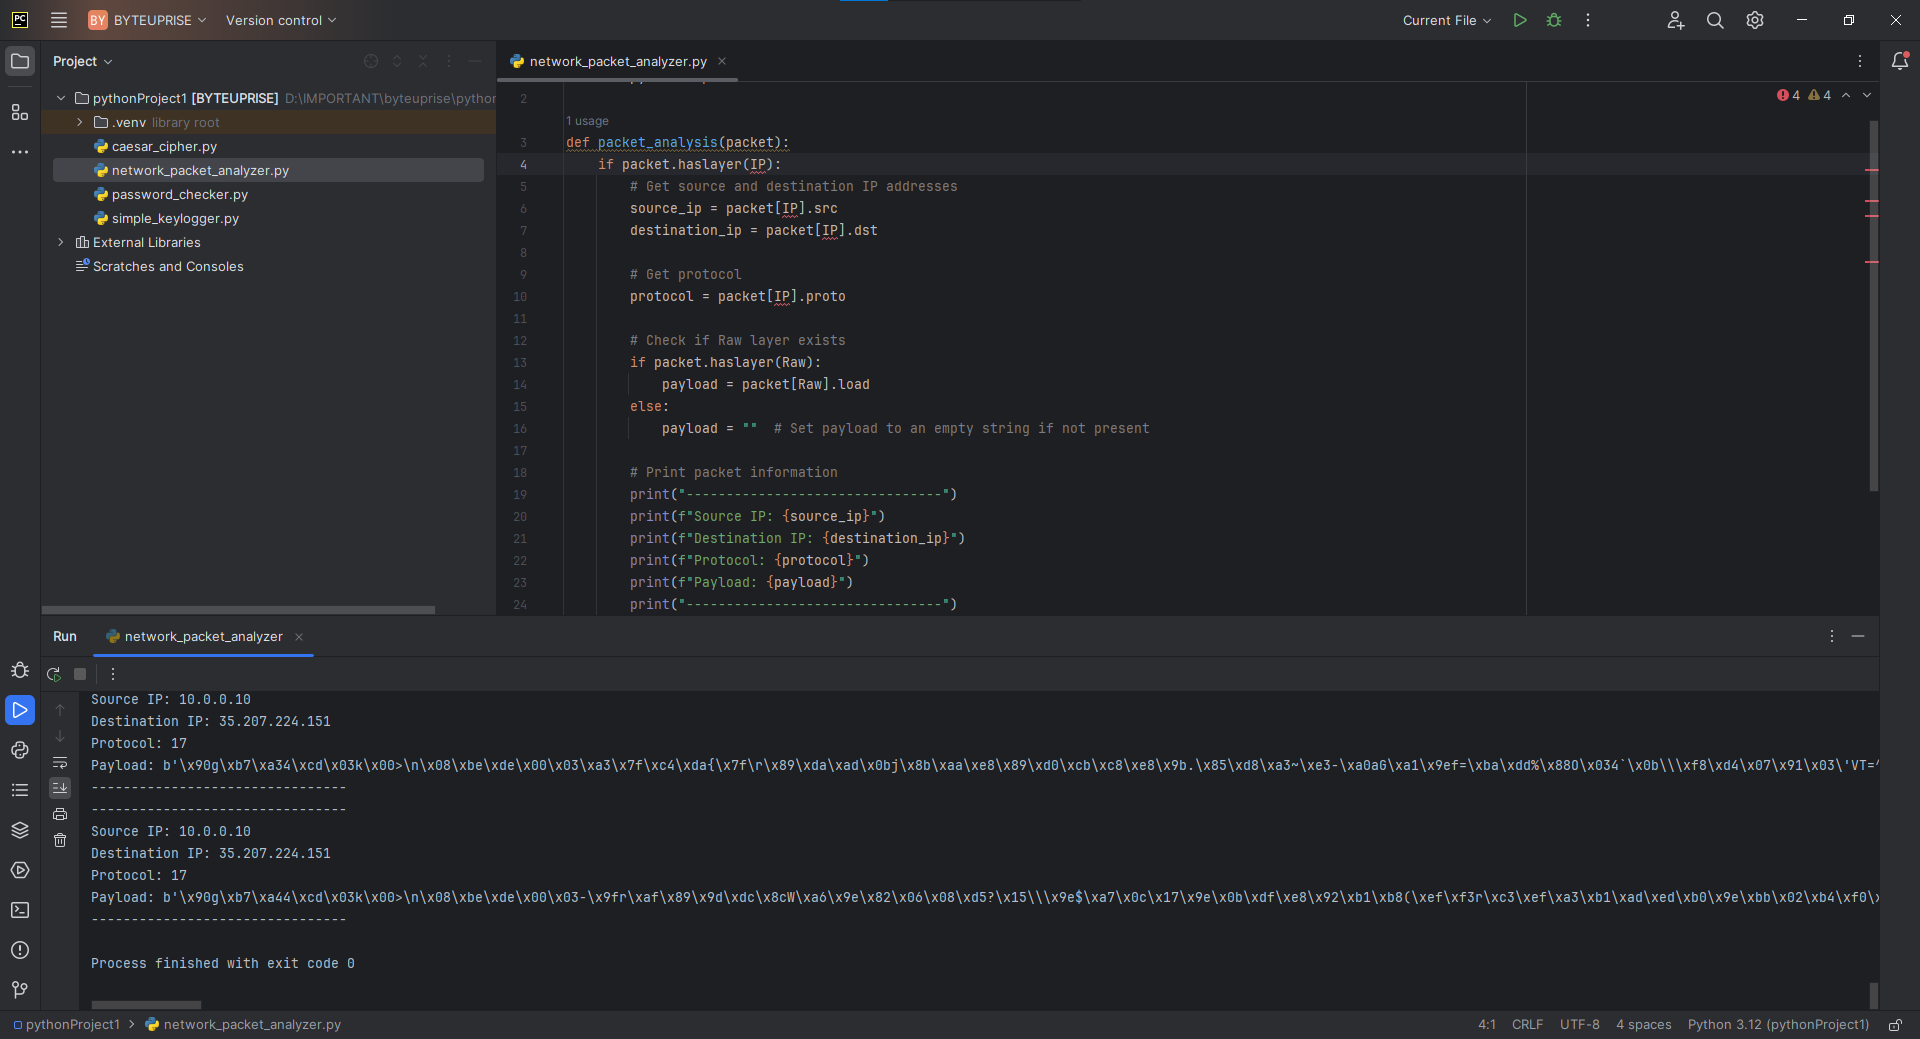 PC
BY BYTEUPRISE Version control Current File
Project
network_packet_analyzer.py
pythonProject1 [BYTEUPRISE] D:\IMPORTANT\byteuprise\python
.venv library root
caesar_cipher.py
network_packet_analyzer.py
password_checker.py
simple_keylogger.py
External Libraries
Scratches and Consoles
4 4
2
1 usage
3 def packet_analysis(packet):
4 if packet.haslayer(IP):
5 # Get source and destination IP addresses
6 source_ip = packet[IP].src
7 destination_ip = packet[IP].dst
8
9 # Get protocol
10 protocol = packet[IP].proto
11
12 # Check if Raw layer exists
13 if packet.haslayer(Raw):
14 payload = packet[Raw].load
15 else:
16 payload = "" # Set payload to an empty string if not present
17
18 # Print packet information
19 print("--------------------------------")
20 print(f"Source IP: {source_ip}")
21 print(f"Destination IP: {destination_ip}")
22 print(f"Protocol: {protocol}")
23 print(f"Payload: {payload}")
24 print("--------------------------------")
Run network_packet_analyzer
Source IP: 10.0.0.10
Destination IP: 35.207.224.151
Protocol: 17
Payload: b'\x90g\xb7\xa34\xcd\x03k\x00>\n\x08\xbe\xde\x00\x03\xa3\x7f\xc4\xda{\x7f\r\x89\xda\xad\x0bj\x8b\xaa\xe8\x89\xd0\xcb\xc8\xe8\x9b.\x85\xd8\xa3~\xe3-\xa0aG\xa1\x9ef=\xba\xdd%\x880\x034`\x0b\\\xf8\xd4\x07\x91\x03\'VT=
--------------------------------
--------------------------------
Source IP: 10.0.0.10
Destination IP: 35.207.224.151
Protocol: 17
Payload: b'\x90g\xb7\xa44\xcd\x03k\x00>\n\x08\xbe\xde\x00\x03-\x9fr\xaf\x89\x9d\xdc\x8cW\xa6\x9e\x82\x06\x08\xd5?\x15\\\x9e$\xa7\x0c\x17\x9e\x0b\xdf\xe8\x92\xb1\xb8(\xef\xf3r\xc3\xef\xa3\xb1\xad\xed\xb0\x9e\xbb\x02\xb4\xf0\x
--------------------------------
Process finished with exit code 0
pythonProject1 network_packet_analyzer.py 4:1 CRLF UTF-8 4 spaces Python 3.12 (pythonProject1)